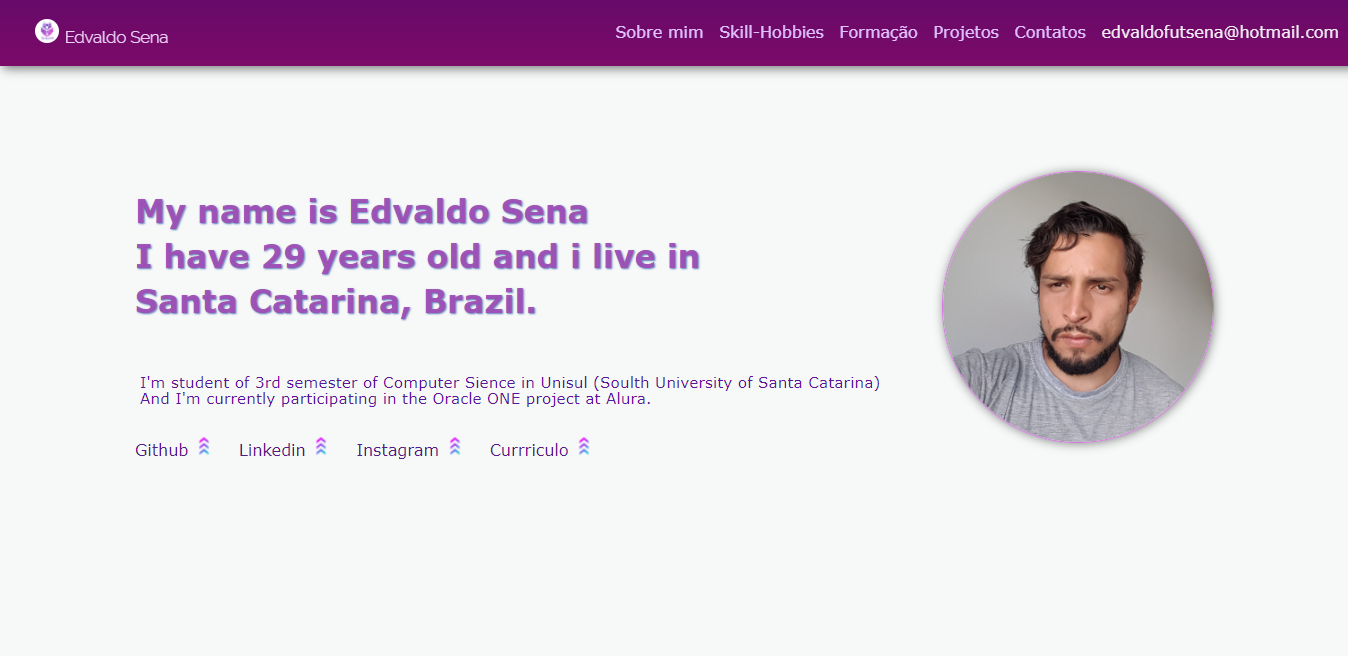 Edvaldo Sena
Sobre mim Skill-Hobbies Formação Projetos Contatos edvaldofutsena@hotmail.com
My name is Edvaldo Sena
I have 29 years old and i live in
Santa Catarina, Brazil.
I'm student of 3rd semester of Computer Sience in Unisul (Soulth University of Santa Catarina)
And I'm currently participating in the Oracle ONE project at Alura.
Github Linkedin Instagram Currriculo